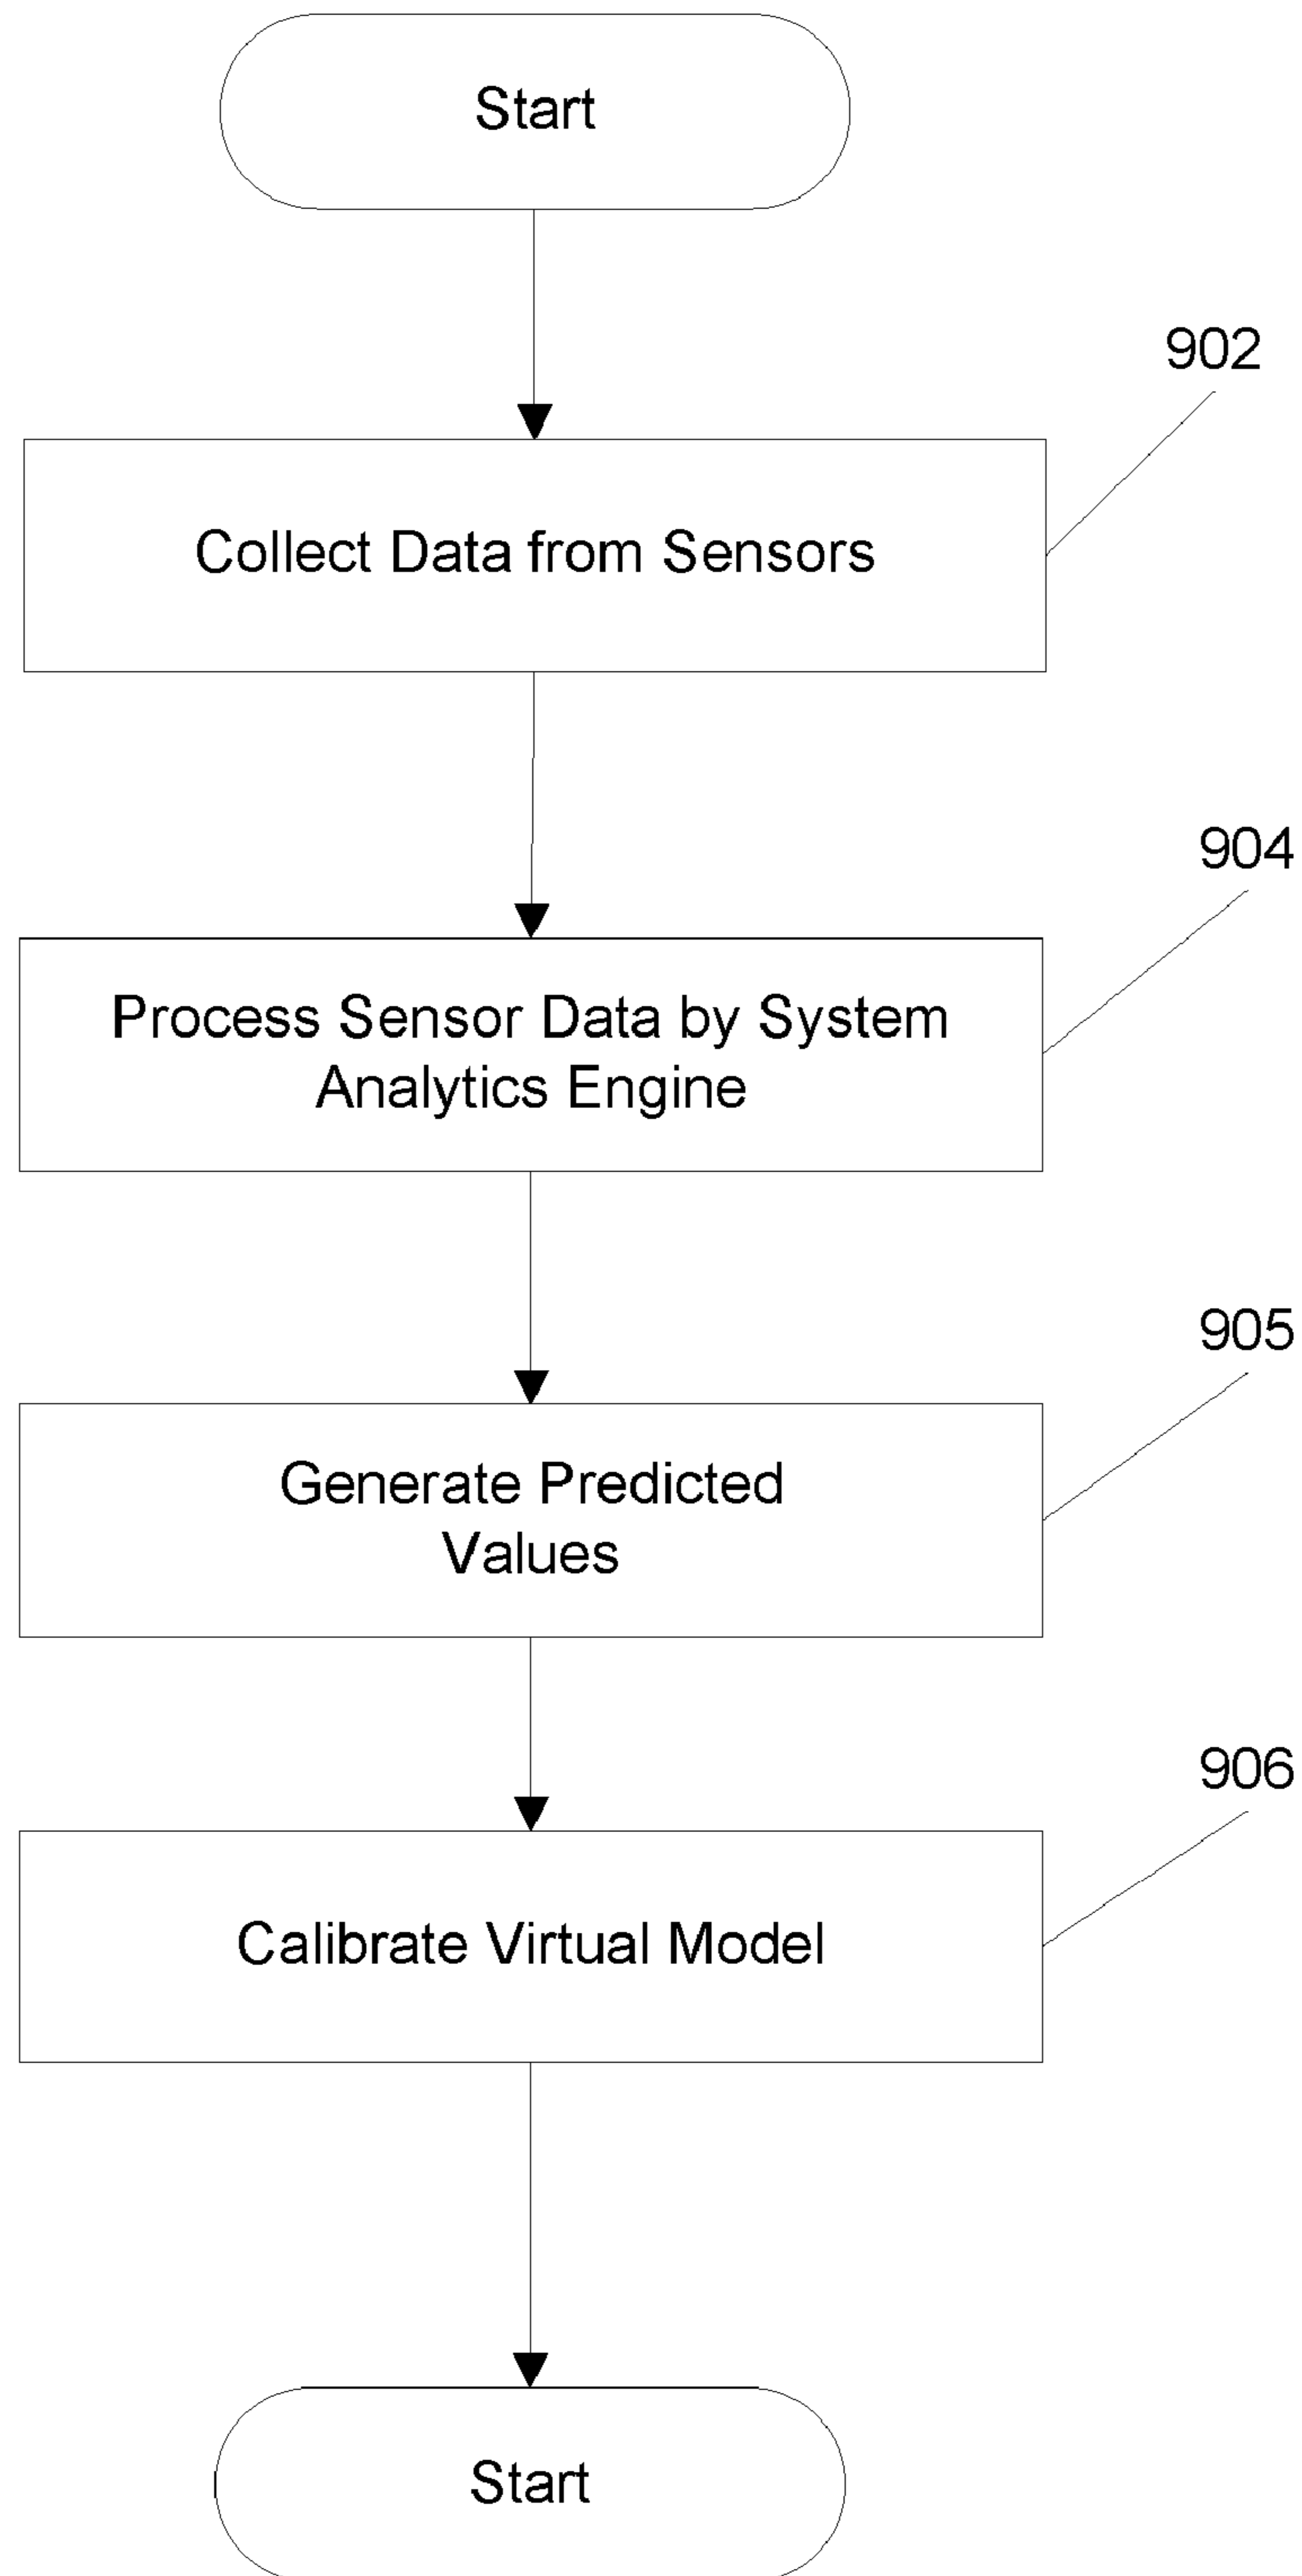 Start
902
Collect Data from Sensors
904
Process Sensor Data by System
Analytics Engine
905
Generate Predicted
Values
906
Calibrate Virtual Model
Start